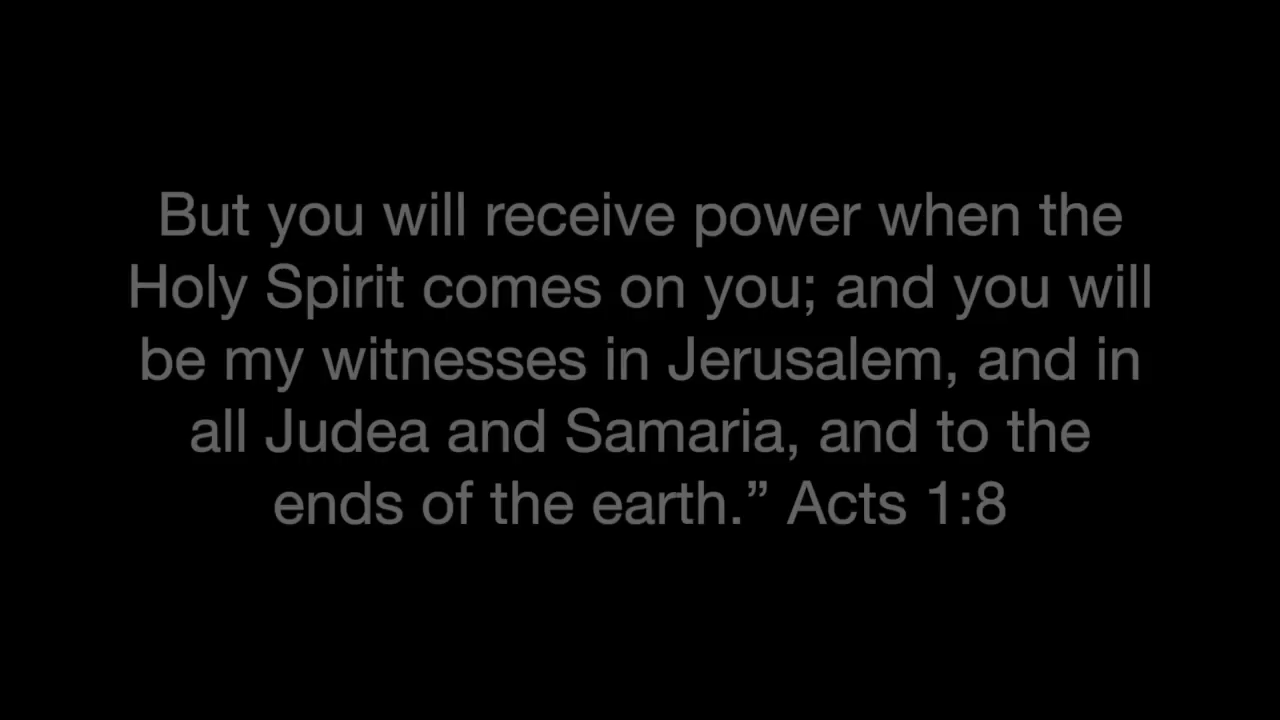 But you will receive power when the
Holy Spirit comes on you; and you will
be my witnesses in Jerusalem, and in
all Judea and Samaria, and to the
ends of the earth.” Acts 1:8